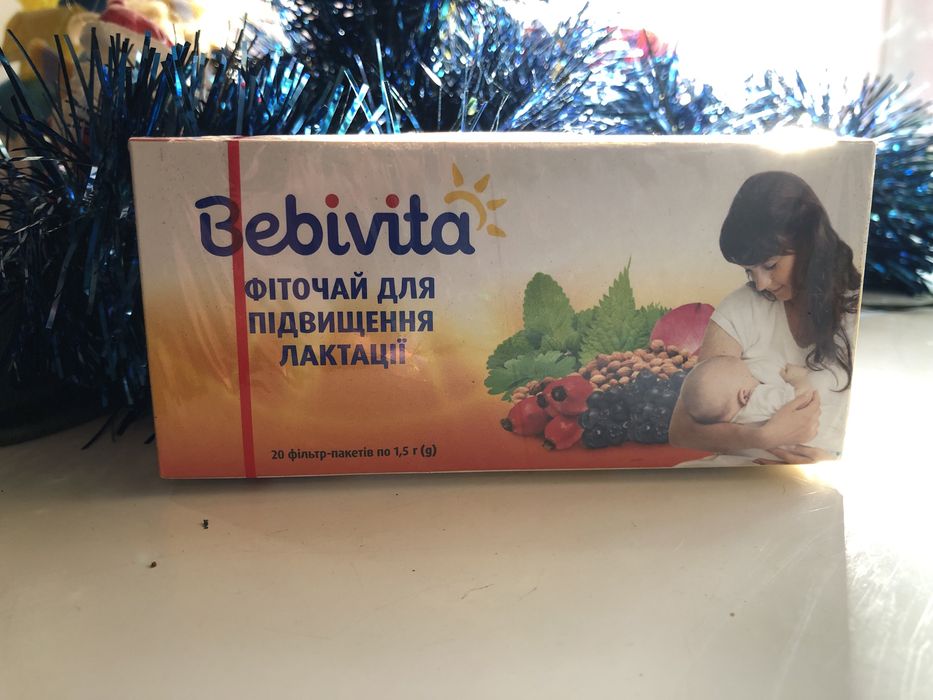 Bebivita
ФІТОЧАЙ ДЛЯ
ПІДВИЩЕННЯ
ЛАКТАЦІЇ
20 фільтр-пакетів по 1,5 г (g)